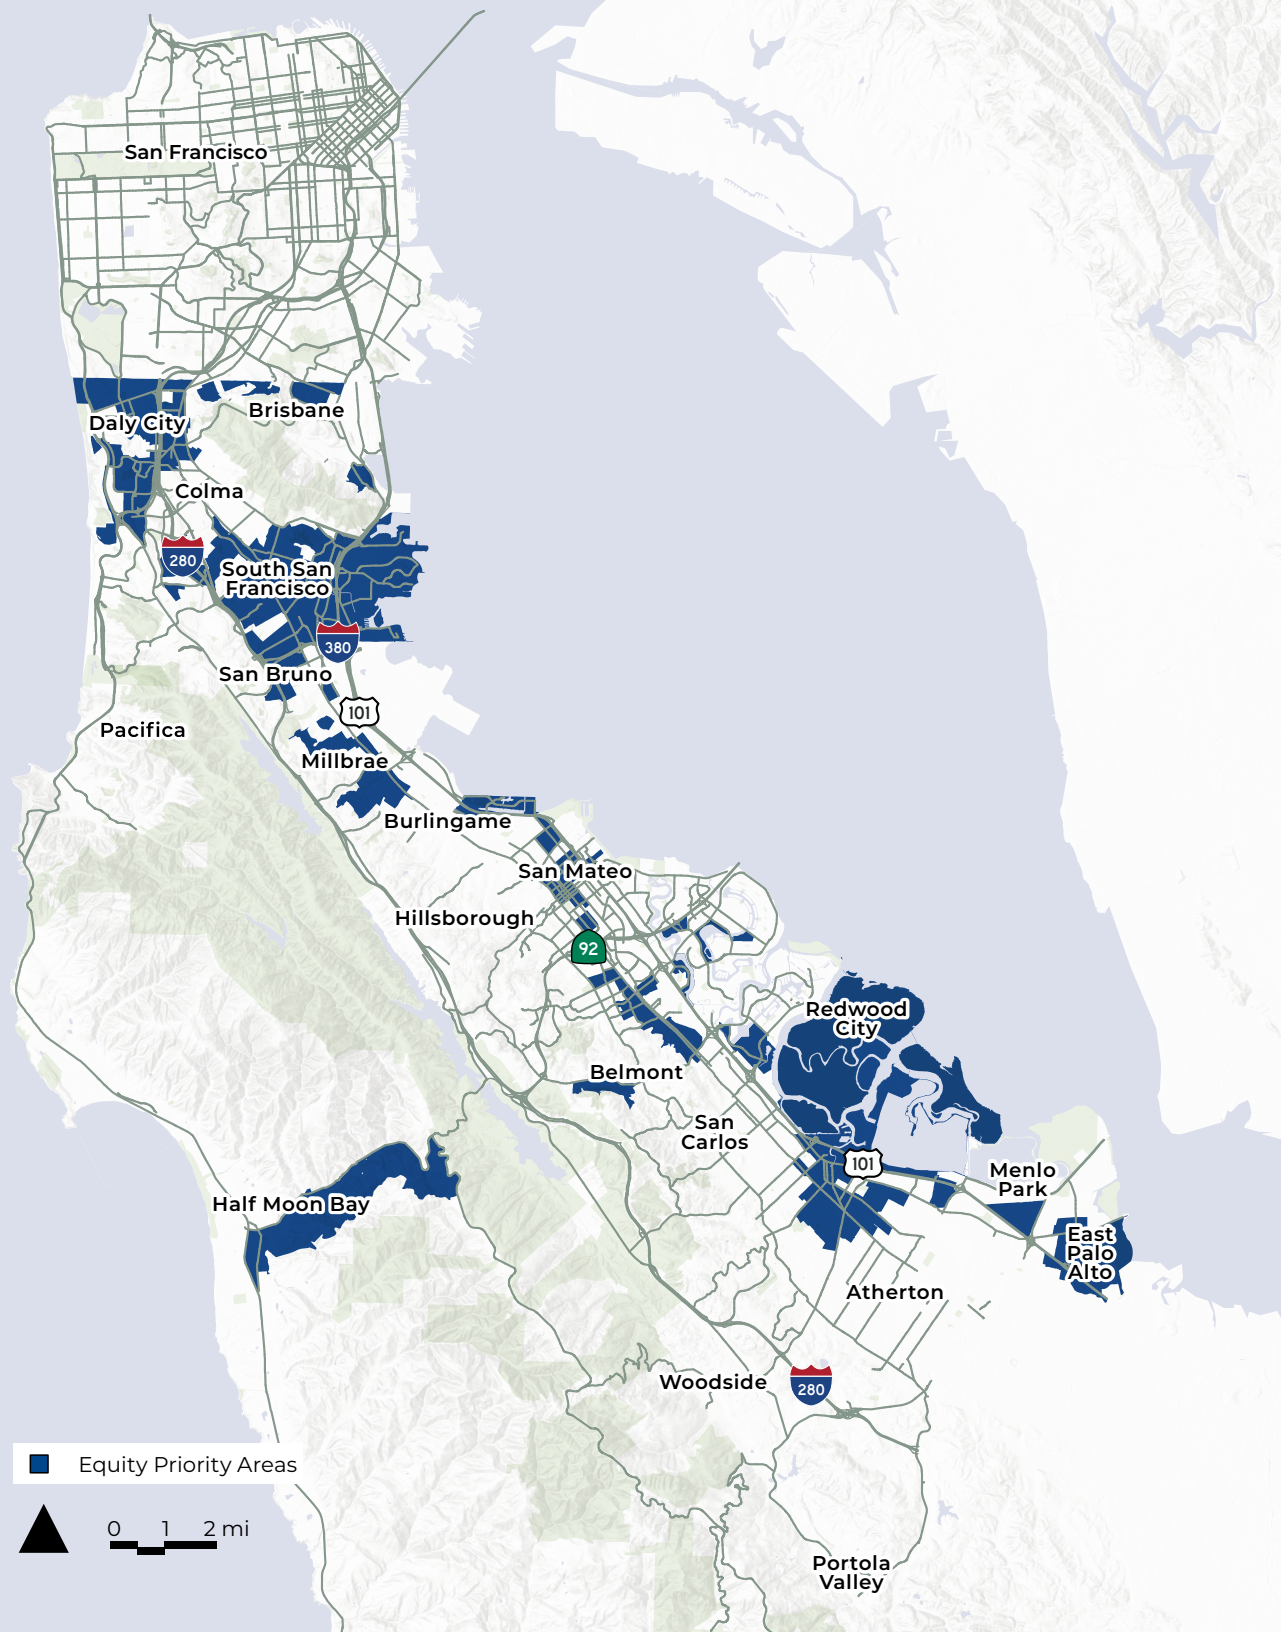 San Francisco
Brisbane
Daly City
Colma
280
South San
Francisco
380
San Bruno
101
Pacifica
Millbrae
Burlingame
San Mateo
Hillsborough
92
Redwood
City
Belmont
San
Carlos
101
Menlo
Park
Half Moon Bay
East
Palo
Alto
Atherton
Woodside
280
Equity Priority Areas
0 1 2 mi
Portola
Valley